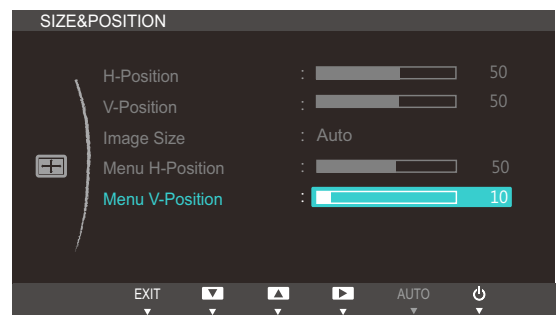 SIZE&POSITION
H-Position : 50
V-Position : 50
Image Size : Auto
Menu H-Position : 50
Menu V-Position : 10
EXIT AUTO